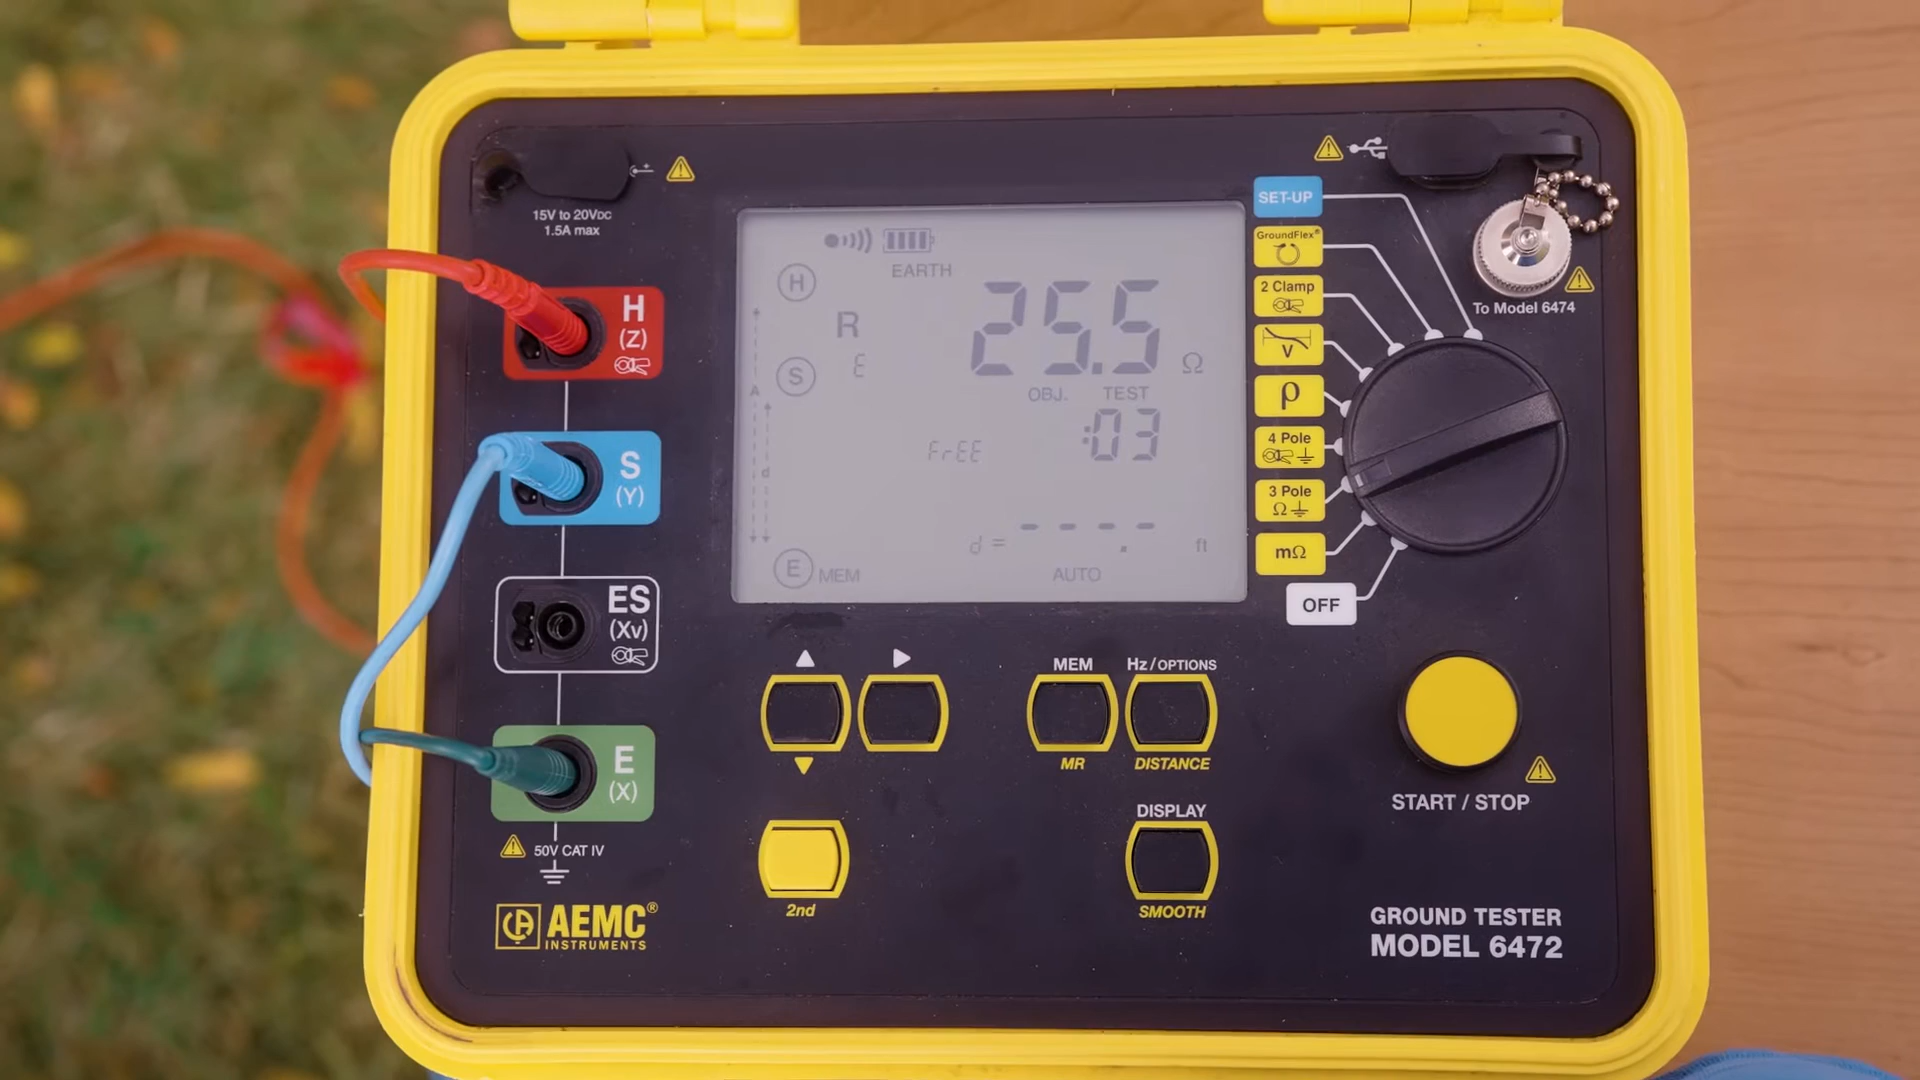 15V to 20VDC
1.5A max
H
(Z)
S
(Y)
ES
(Xv)
E
(X)
50V CAT IV
AEMC®
INSTRUMENTS
EARTH
H
R
E
25.5
Ω
S
A
OBJ. TEST
:03
FrEE
d
d = ----.
ft
E
MEM
AUTO
SET-UP
GroundFlex®
2 Clamp
V
ρ
4 Pole
3 Pole
Ω
mΩ
OFF
To Model 6474
MEM
Hz/OPTIONS
MR
DISTANCE
2nd
DISPLAY
SMOOTH
START / STOP
GROUND TESTER
MODEL 6472